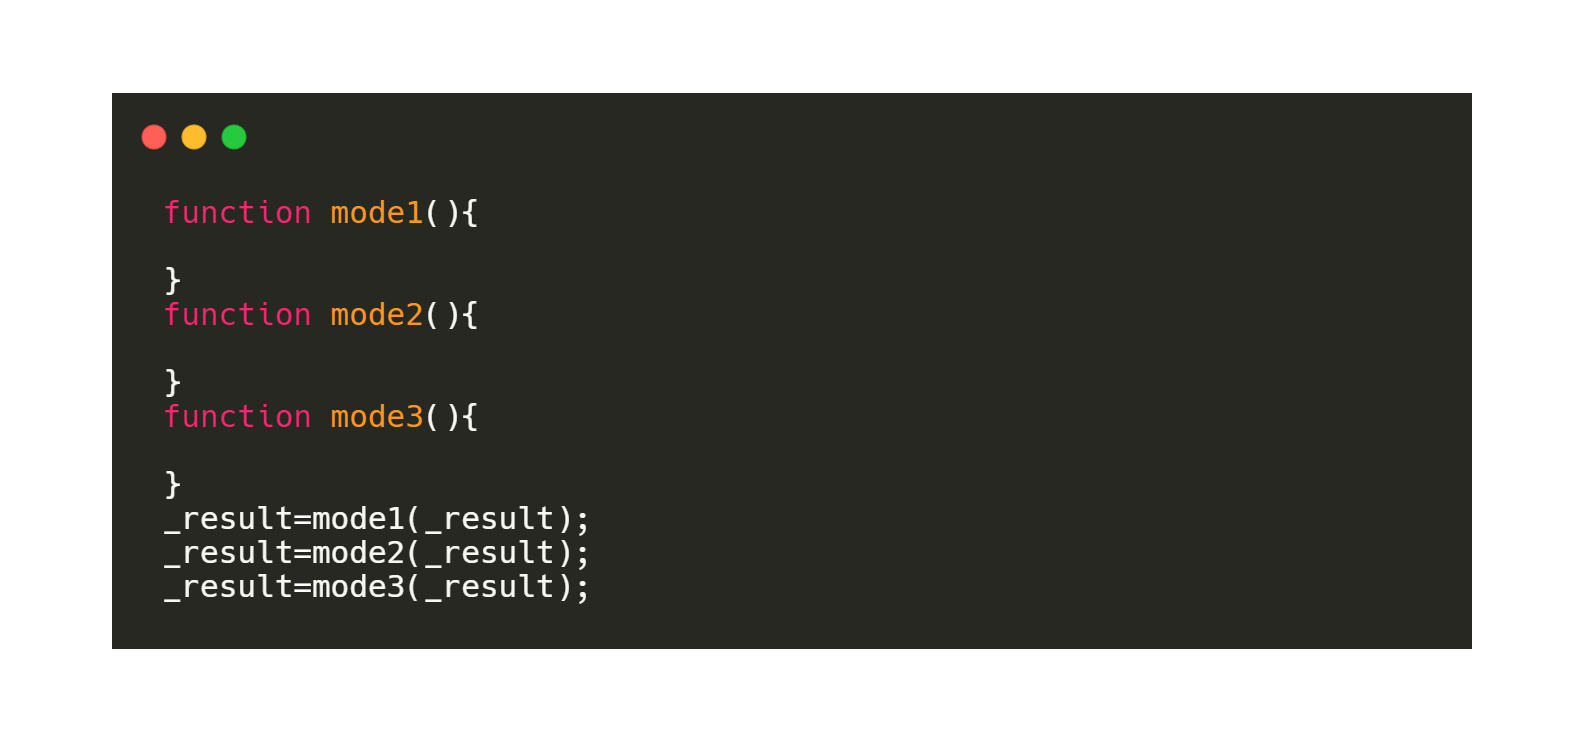 function mode1(){
}
function mode2(){
}
function mode3(){
}
_result=mode1(_result);
_result=mode2(_result);
_result=mode3(_result);